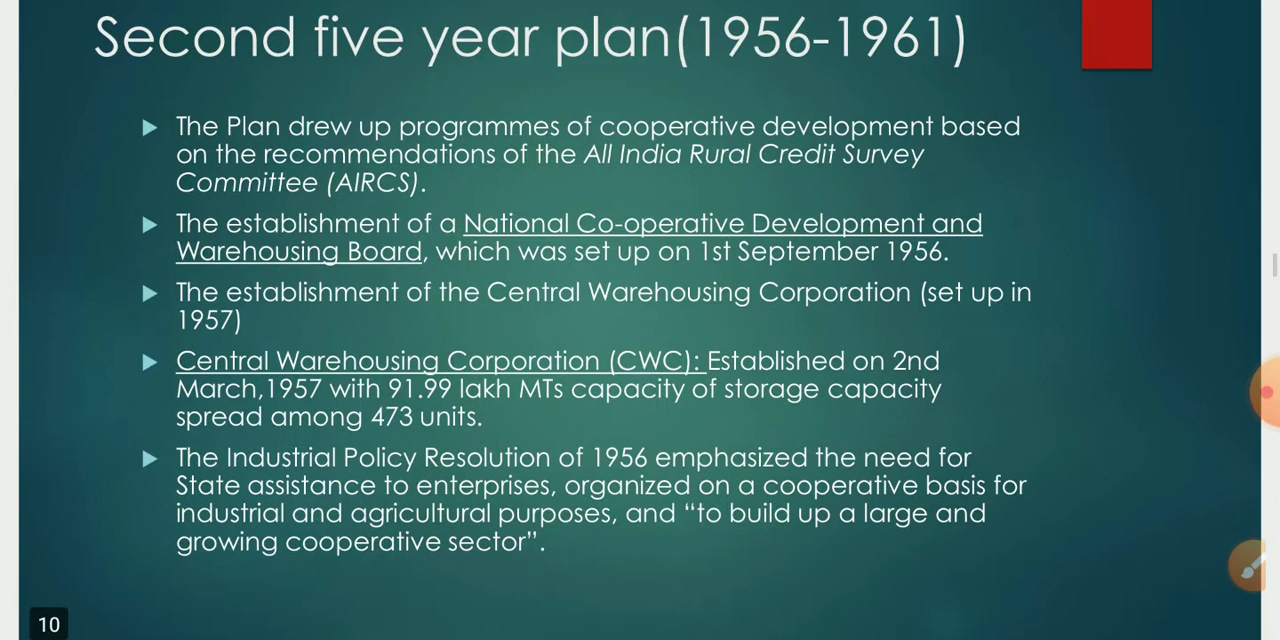 Second five year plan(1956-1961)
The Plan drew up programmes of cooperative development based
on the recommendations of the All India Rural Credit Survey
Committee (AIRCS).
The establishment of a National Co-operative Development and
Warehousing Board, which was set up on 1st September 1956.
The establishment of the Central Warehousing Corporation (set up in
1957)
Central Warehousing Corporation (CWC): Established on 2nd
March,1957 with 91.99 lakh MTs capacity of storage capacity
spread among 473 units.
The Industrial Policy Resolution of 1956 emphasized the need for
State assistance to enterprises, organized on a cooperative basis for
industrial and agricultural purposes, and “to build up a large and
growing cooperative sector”.
10